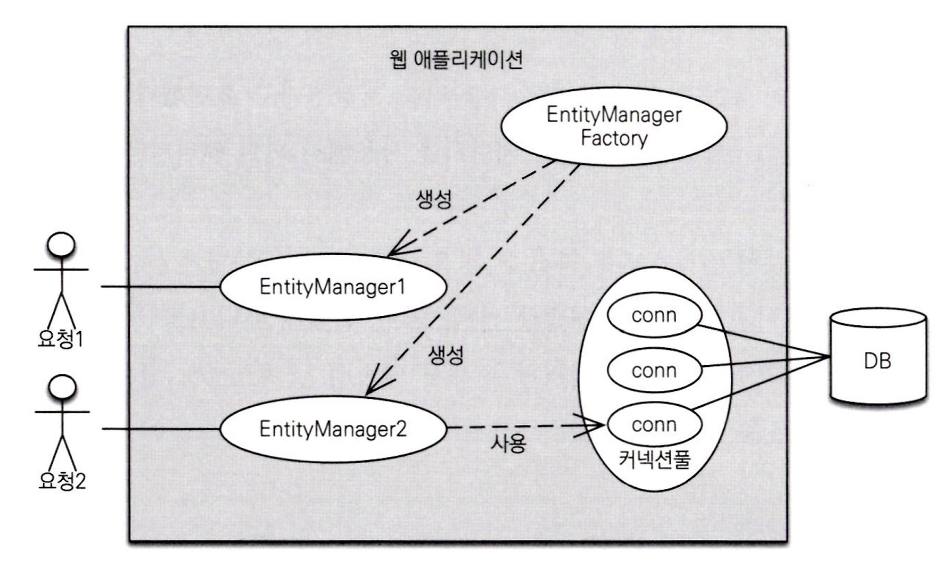 웹 애플리케이션
EntityManager
Factory
생성
EntityManager1
요청1
conn
생성
conn
DB
EntityManager2
conn
사용
커넥션풀
요청2